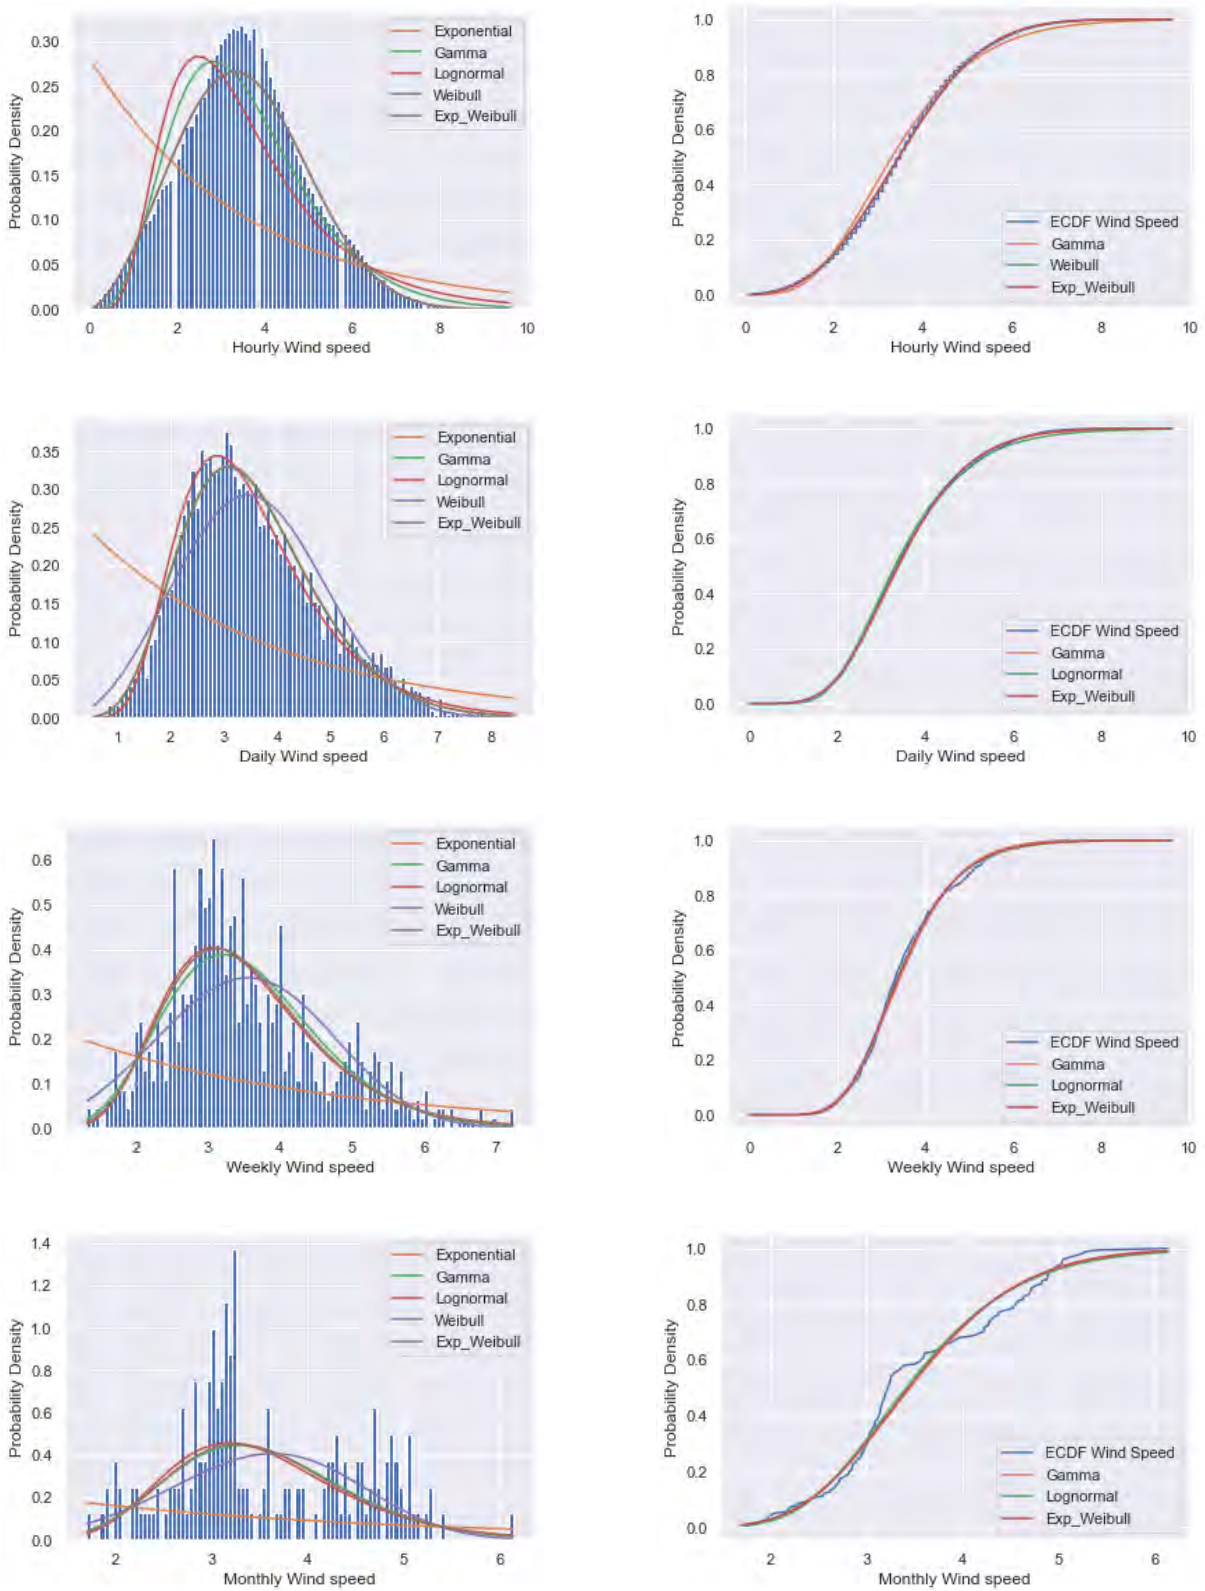 Probability Density
0.30
0.25
0.20
0.15
0.10
0.05
0.00
Exponential
Gamma
Lognormal
Weibull
Exp_Weibull
0 2 4 6 8 10
Hourly Wind speed
Probability Density
1.0
0.8
0.6
0.4
0.2
0.0
ECDF Wind Speed
Gamma
Weibull
Exp_Weibull
0 2 4 6 8 10
Hourly Wind speed
Probability Density
0.35
0.30
0.25
0.20
0.15
0.10
0.05
0.00
Exponential
Gamma
Lognormal
Weibull
Exp_Weibull
1 2 3 4 5 6 7 8
Daily Wind speed
Probability Density
1.0
0.8
0.6
0.4
0.2
0.0
ECDF Wind Speed
Gamma
Lognormal
Exp_Weibull
0 2 4 6 8 10
Daily Wind speed
Probability Density
0.6
0.5
0.4
0.3
0.2
0.1
0.0
Exponential
Gamma
Lognormal
Weibull
Exp_Weibull
2 3 4 5 6 7
Weekly Wind speed
Probability Density
1.0
0.8
0.6
0.4
0.2
0.0
ECDF Wind Speed
Gamma
Lognormal
Exp_Weibull
0 2 4 6 8 10
Weekly Wind speed
Probability Density
1.4
1.2
1.0
0.8
0.6
0.4
0.2
0.0
Exponential
Gamma
Lognormal
Weibull
Exp_Weibull
2 3 4 5 6
Monthly Wind speed
Probability Density
1.0
0.8
0.6
0.4
0.2
0.0
ECDF Wind Speed
Gamma
Lognormal
Exp_Weibull
2 3 4 5 6
Monthly Wind speed